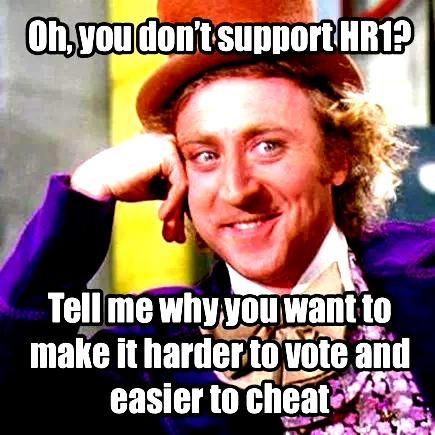 Oh, you don't support HR1?
Tell me why you want to
make it harder to vote and
easier to cheat